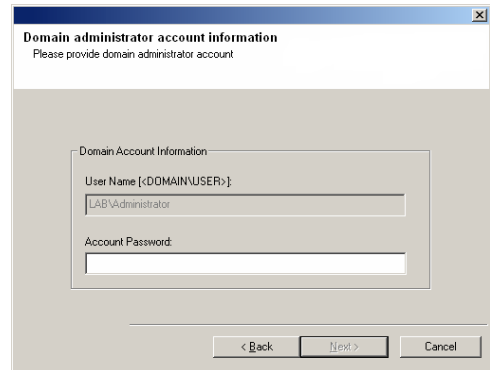 Domain administrator account information
Please provide domain administrator account
Domain Account Information
User Name [<DOMAIN\USER>]:
LAB\Administrator
Account Password:
< Back
Next >
Cancel